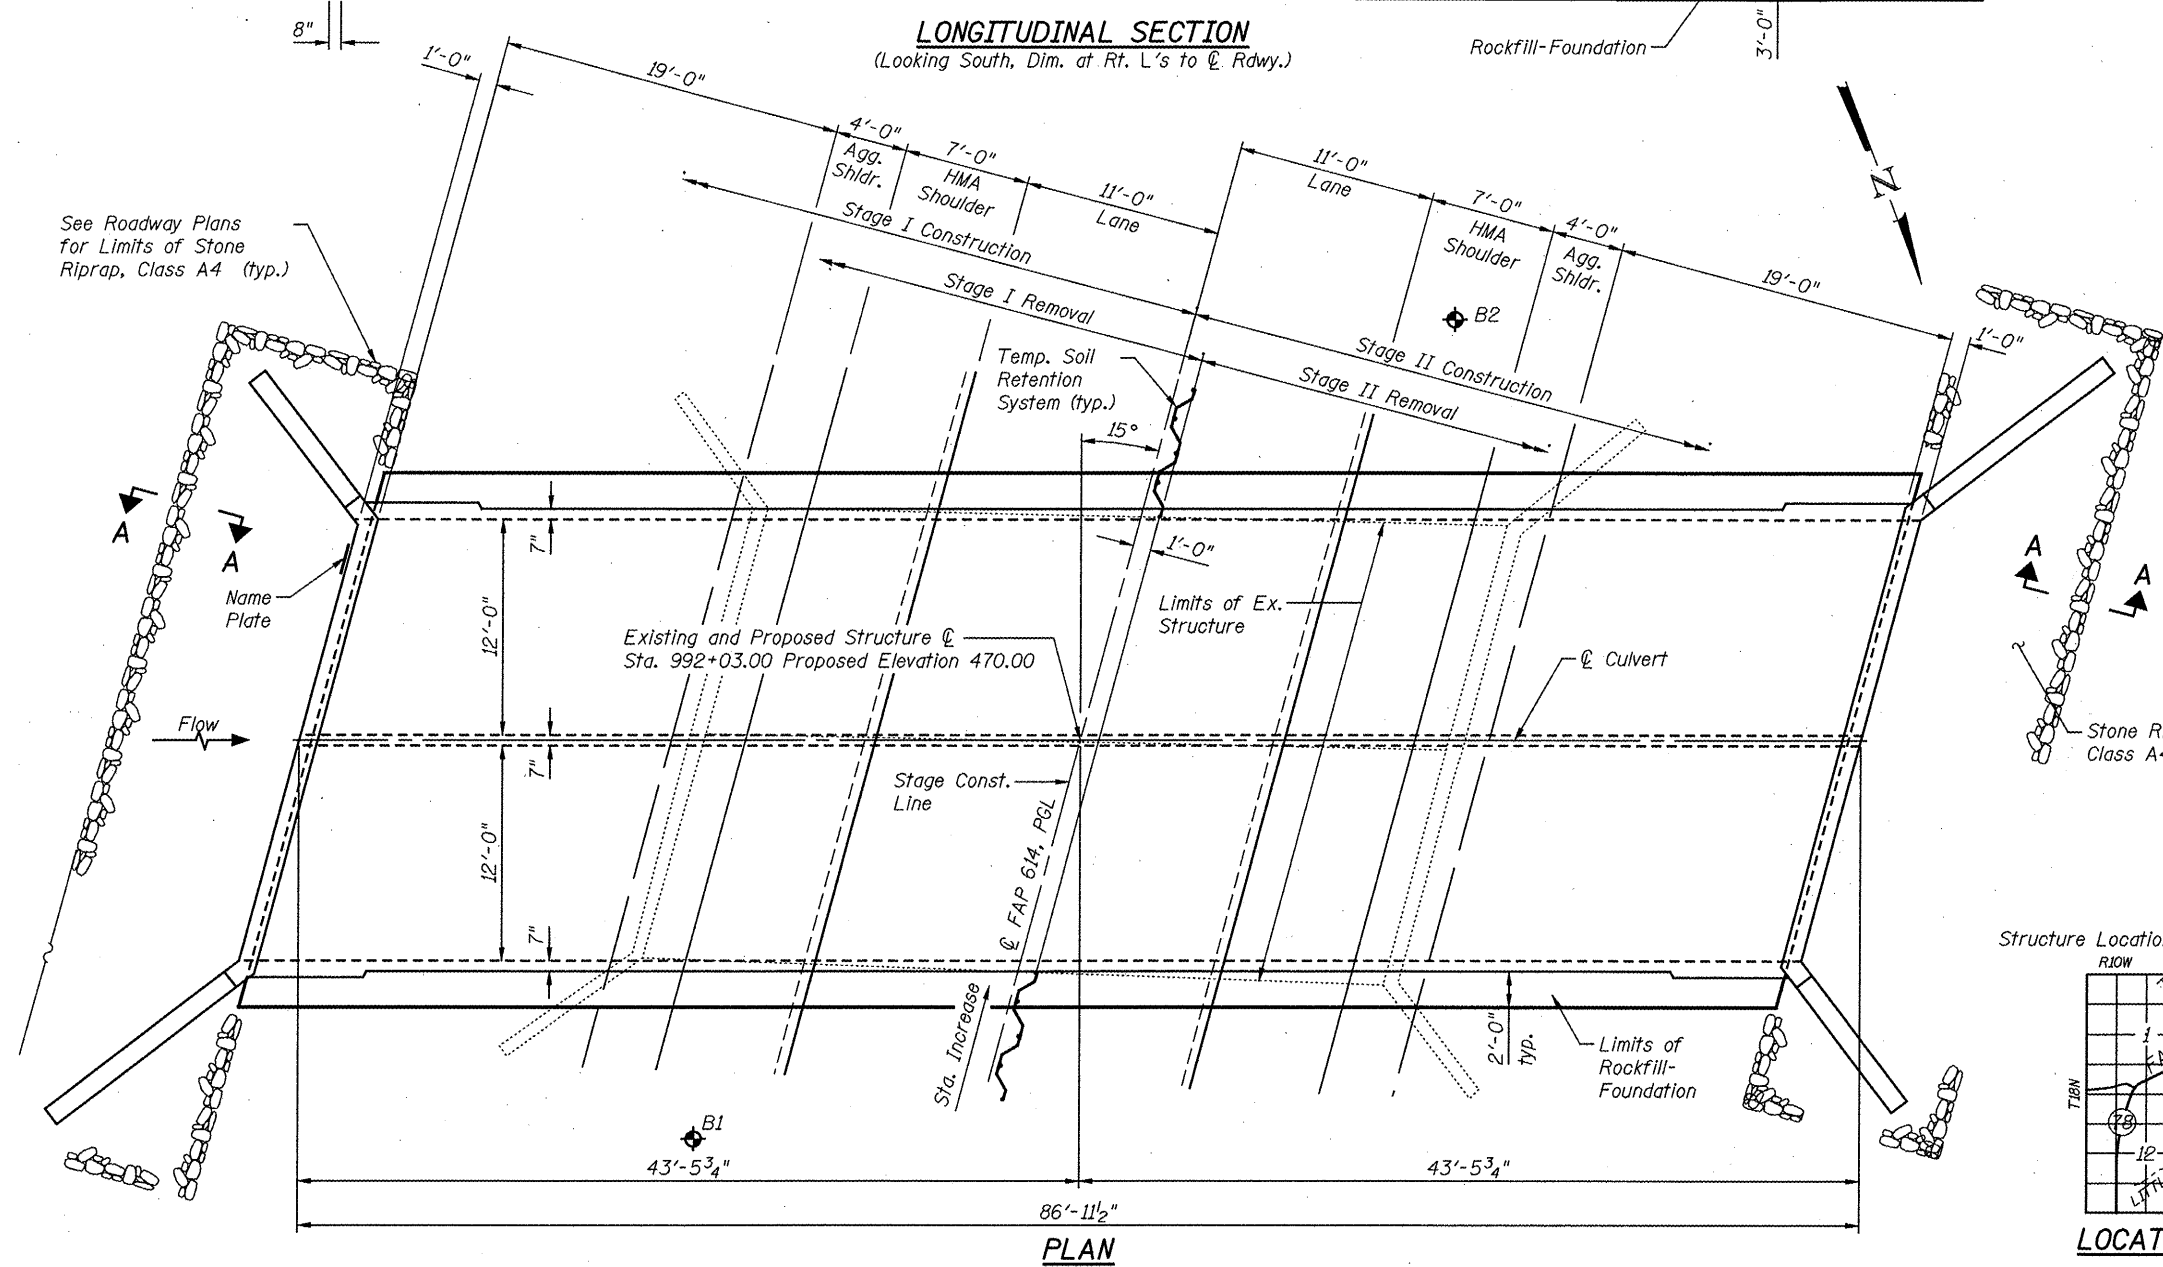 8"
LONGITUDINAL SECTION
(Looking South, Dim. at Rt. L's to ℄ Rdwy.)
Rockfill-Foundation
3'-0"
1'-0"
19'-0"
4'-0"
Agg.
Shldr.
7'-0"
HMA
Shoulder
11'-0"
Lane
11'-0"
Lane
7'-0"
HMA
Shoulder
4'-0"
Agg.
Shldr.
19'-0"
1'-0"
N
Stage I Construction
Stage I Removal
Stage II Construction
Stage II Removal
B2
See Roadway Plans
for Limits of Stone
Riprap, Class A4 (typ.)
Temp. Soil
Retention
System (typ.)
15°
A
A
7"
1'-0"
A
A
Name
Plate
12'-0"
Limits of Ex.
Structure
Existing and Proposed Structure ℄
Sta. 992+03.00 Proposed Elevation 470.00
℄ Culvert
Flow
7"
Stage Const.
Line
Stone R
Class A4
12'-0"
℄ FAP 614, PGL
7"
Sta. Increase
2'-0"
typ.
Limits of
Rockfill-
Foundation
Structure Location
R10W
1
T18N
78
12
B1
43'-5¾"
43'-5¾"
86'-11½"
PLAN
LOCAT